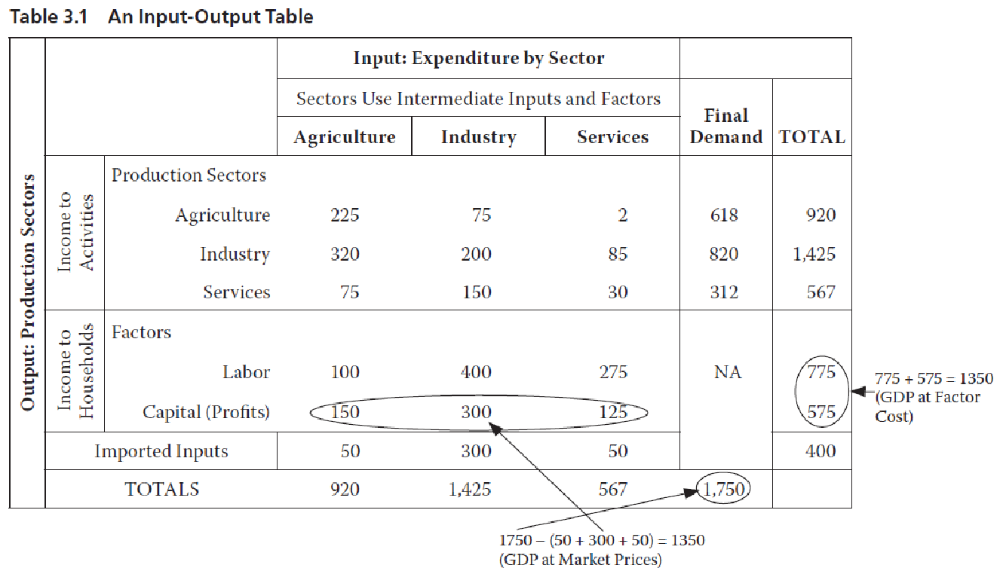 Table 3.1 An Input-Output Table
Input: Expenditure by Sector
Sectors Use Intermediate Inputs and Factors
Final
Demand
TOTAL
Agriculture Industry Services
Output: Production Sectors
Income to
Activities
Production Sectors
Agriculture 225 75 2 618 920
Industry 320 200 85 820 1,425
Services 75 150 30 312 567
Income to
Households
Factors
Labor 100 400 275 NA 775
Capital (Profits) 150 300 125 575
775 + 575 = 1350
(GDP at Factor
Cost)
Imported Inputs 50 300 50 400
TOTALS 920 1,425 567 1,750
1750 – (50 + 300 + 50) = 1350
(GDP at Market Prices)